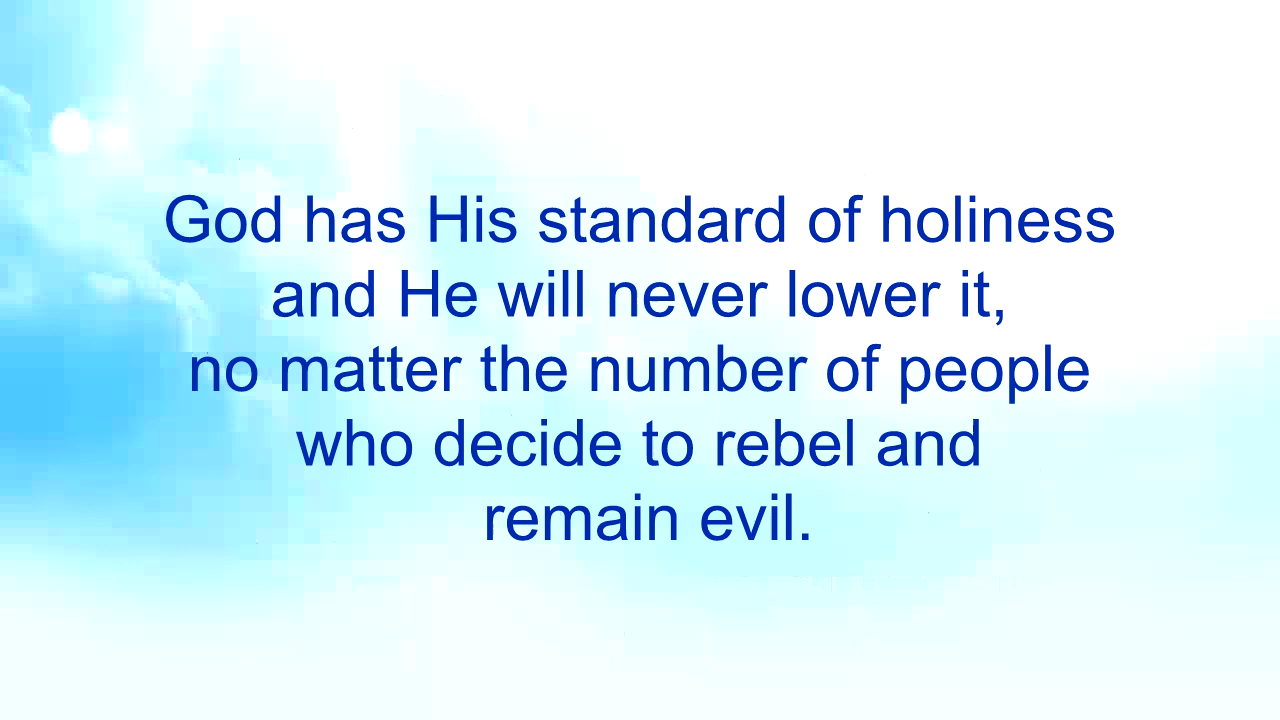 God has His standard of holiness
and He will never lower it,
no matter the number of people
who decide to rebel and
remain evil.